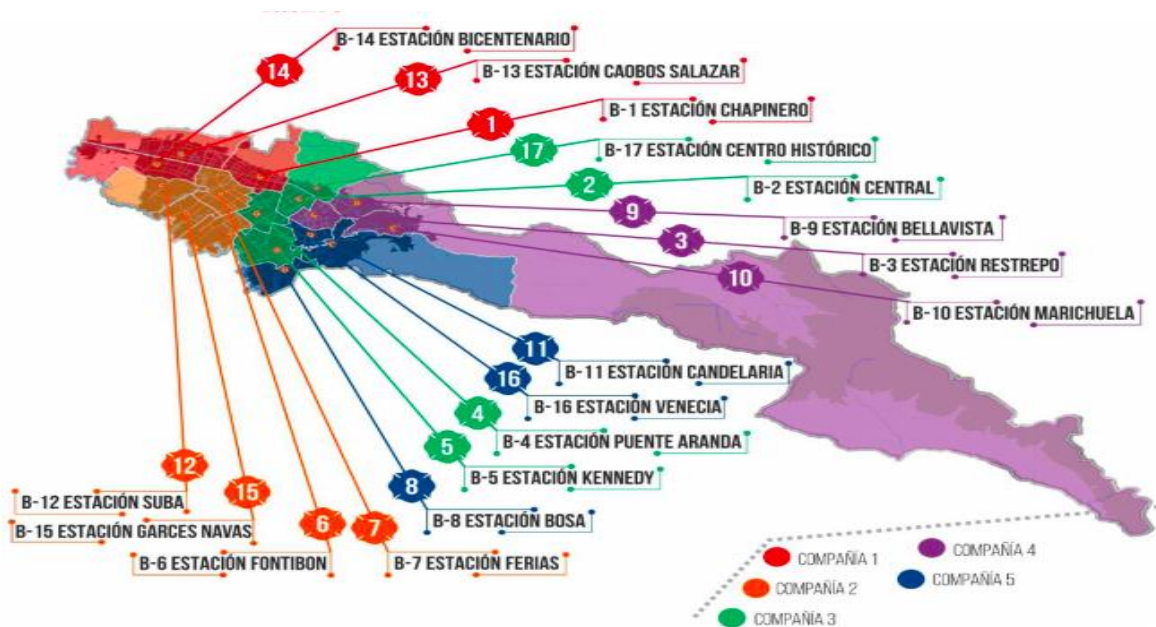 14
B-14 ESTACIÓN BICENTENARIO
13
B-13 ESTACIÓN CAOBOS SALAZAR
1
B-1 ESTACIÓN CHAPINERO
17
B-17 ESTACIÓN CENTRO HISTÓRICO
2
B-2 ESTACIÓN CENTRAL
9
B-9 ESTACIÓN BELLAVISTA
3
B-3 ESTACIÓN RESTREPO
10
B-10 ESTACIÓN MARICHUELA
11
B-11 ESTACIÓN CANDELARIA
16
B-16 ESTACIÓN VENECIA
4
B-4 ESTACIÓN PUENTE ARANDA
5
B-5 ESTACIÓN KENNEDY
8
B-8 ESTACIÓN BOSA
12
B-12 ESTACIÓN SUBA
15
B-15 ESTACIÓN GARCES NAVAS
6
B-6 ESTACIÓN FONTIBON
7
B-7 ESTACIÓN FERIAS
COMPAÑÍA 1
COMPAÑÍA 2
COMPAÑÍA 3
COMPAÑÍA 4
COMPAÑÍA 5